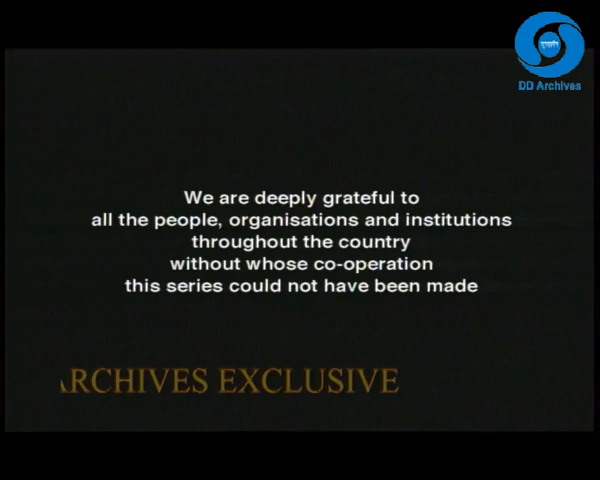 DD Archives
We are deeply grateful to
all the people, organisations and institutions
throughout the country
without whose co-operation
this series could not have been made
ARCHIVES EXCLUSIVE